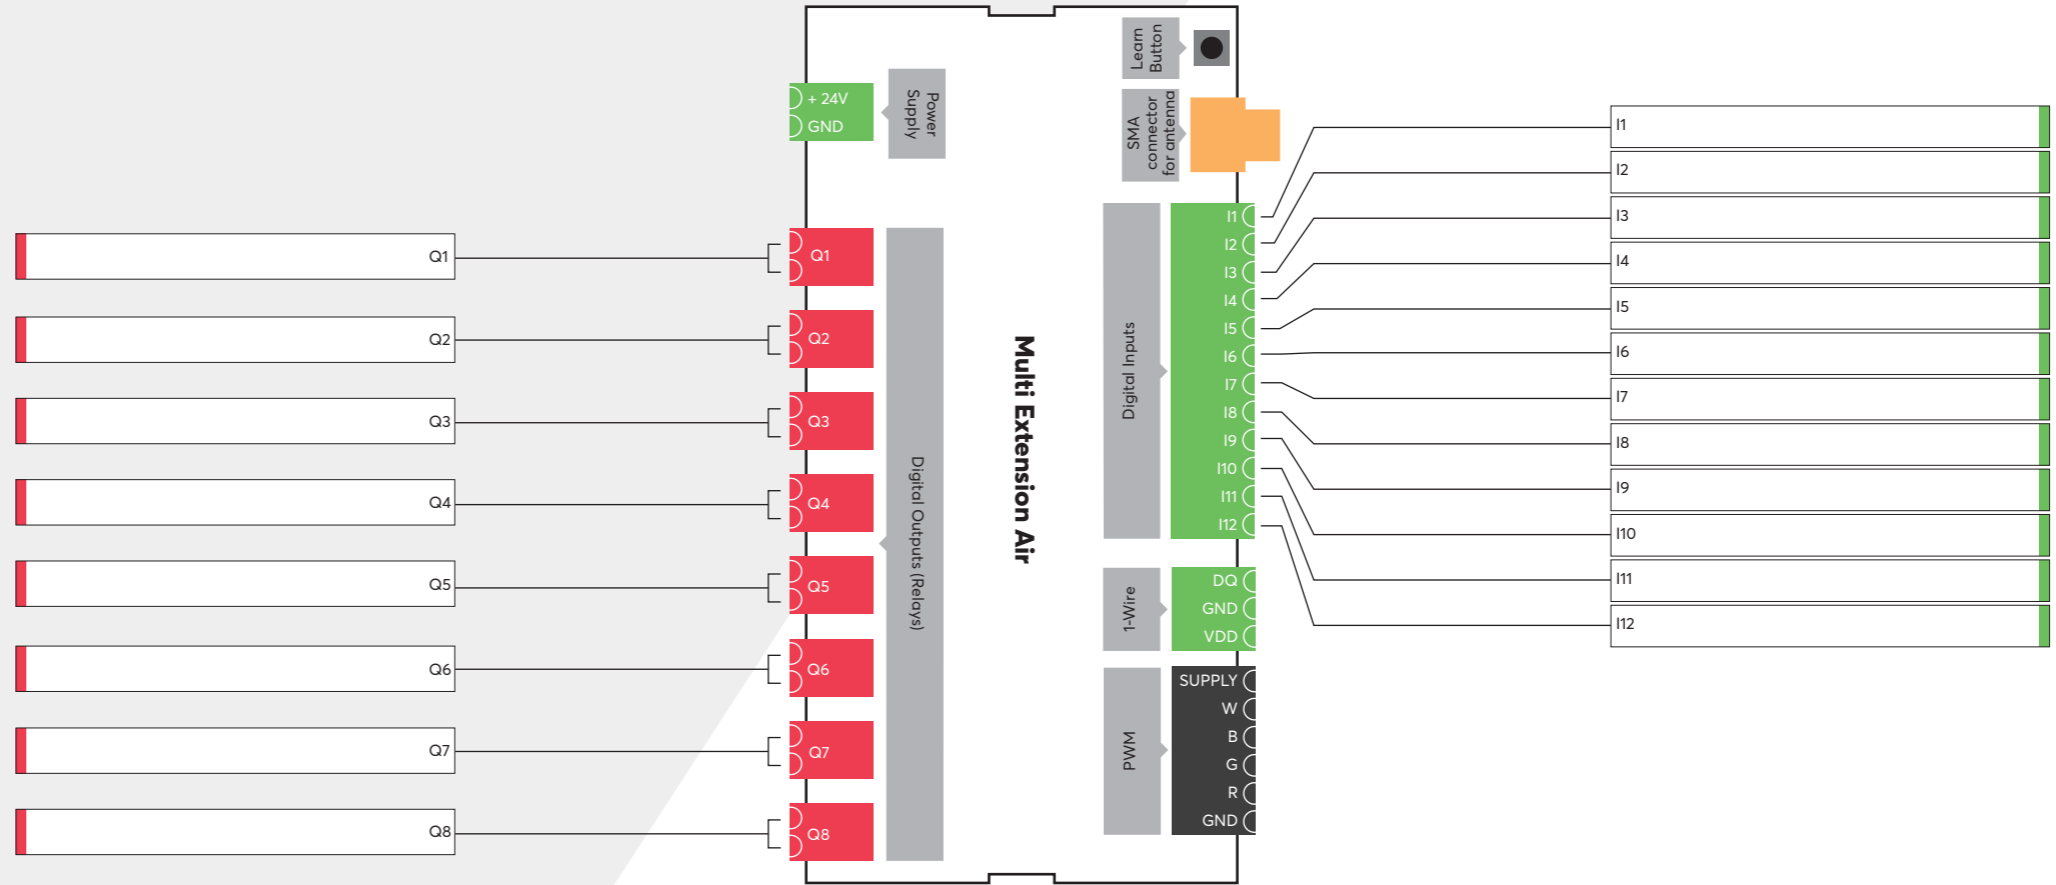 Q1
Q2
Q3
Q4
Q5
Q6
Q7
Q8
+ 24V
GND
Power
Supply
Q1
Q2
Q3
Q4
Q5
Q6
Q7
Q8
Digital Outputs (Relays)
Multi Extension Air
Learn
Button
SMA
connector
for antenna
Digital Inputs
I1
I2
I3
I4
I5
I6
I7
I8
I9
I10
I11
I12
1-Wire
DQ
GND
VDD
PWM
SUPPLY
W
B
G
R
GND
I1
I2
I3
I4
I5
I6
I7
I8
I9
I10
I11
I12